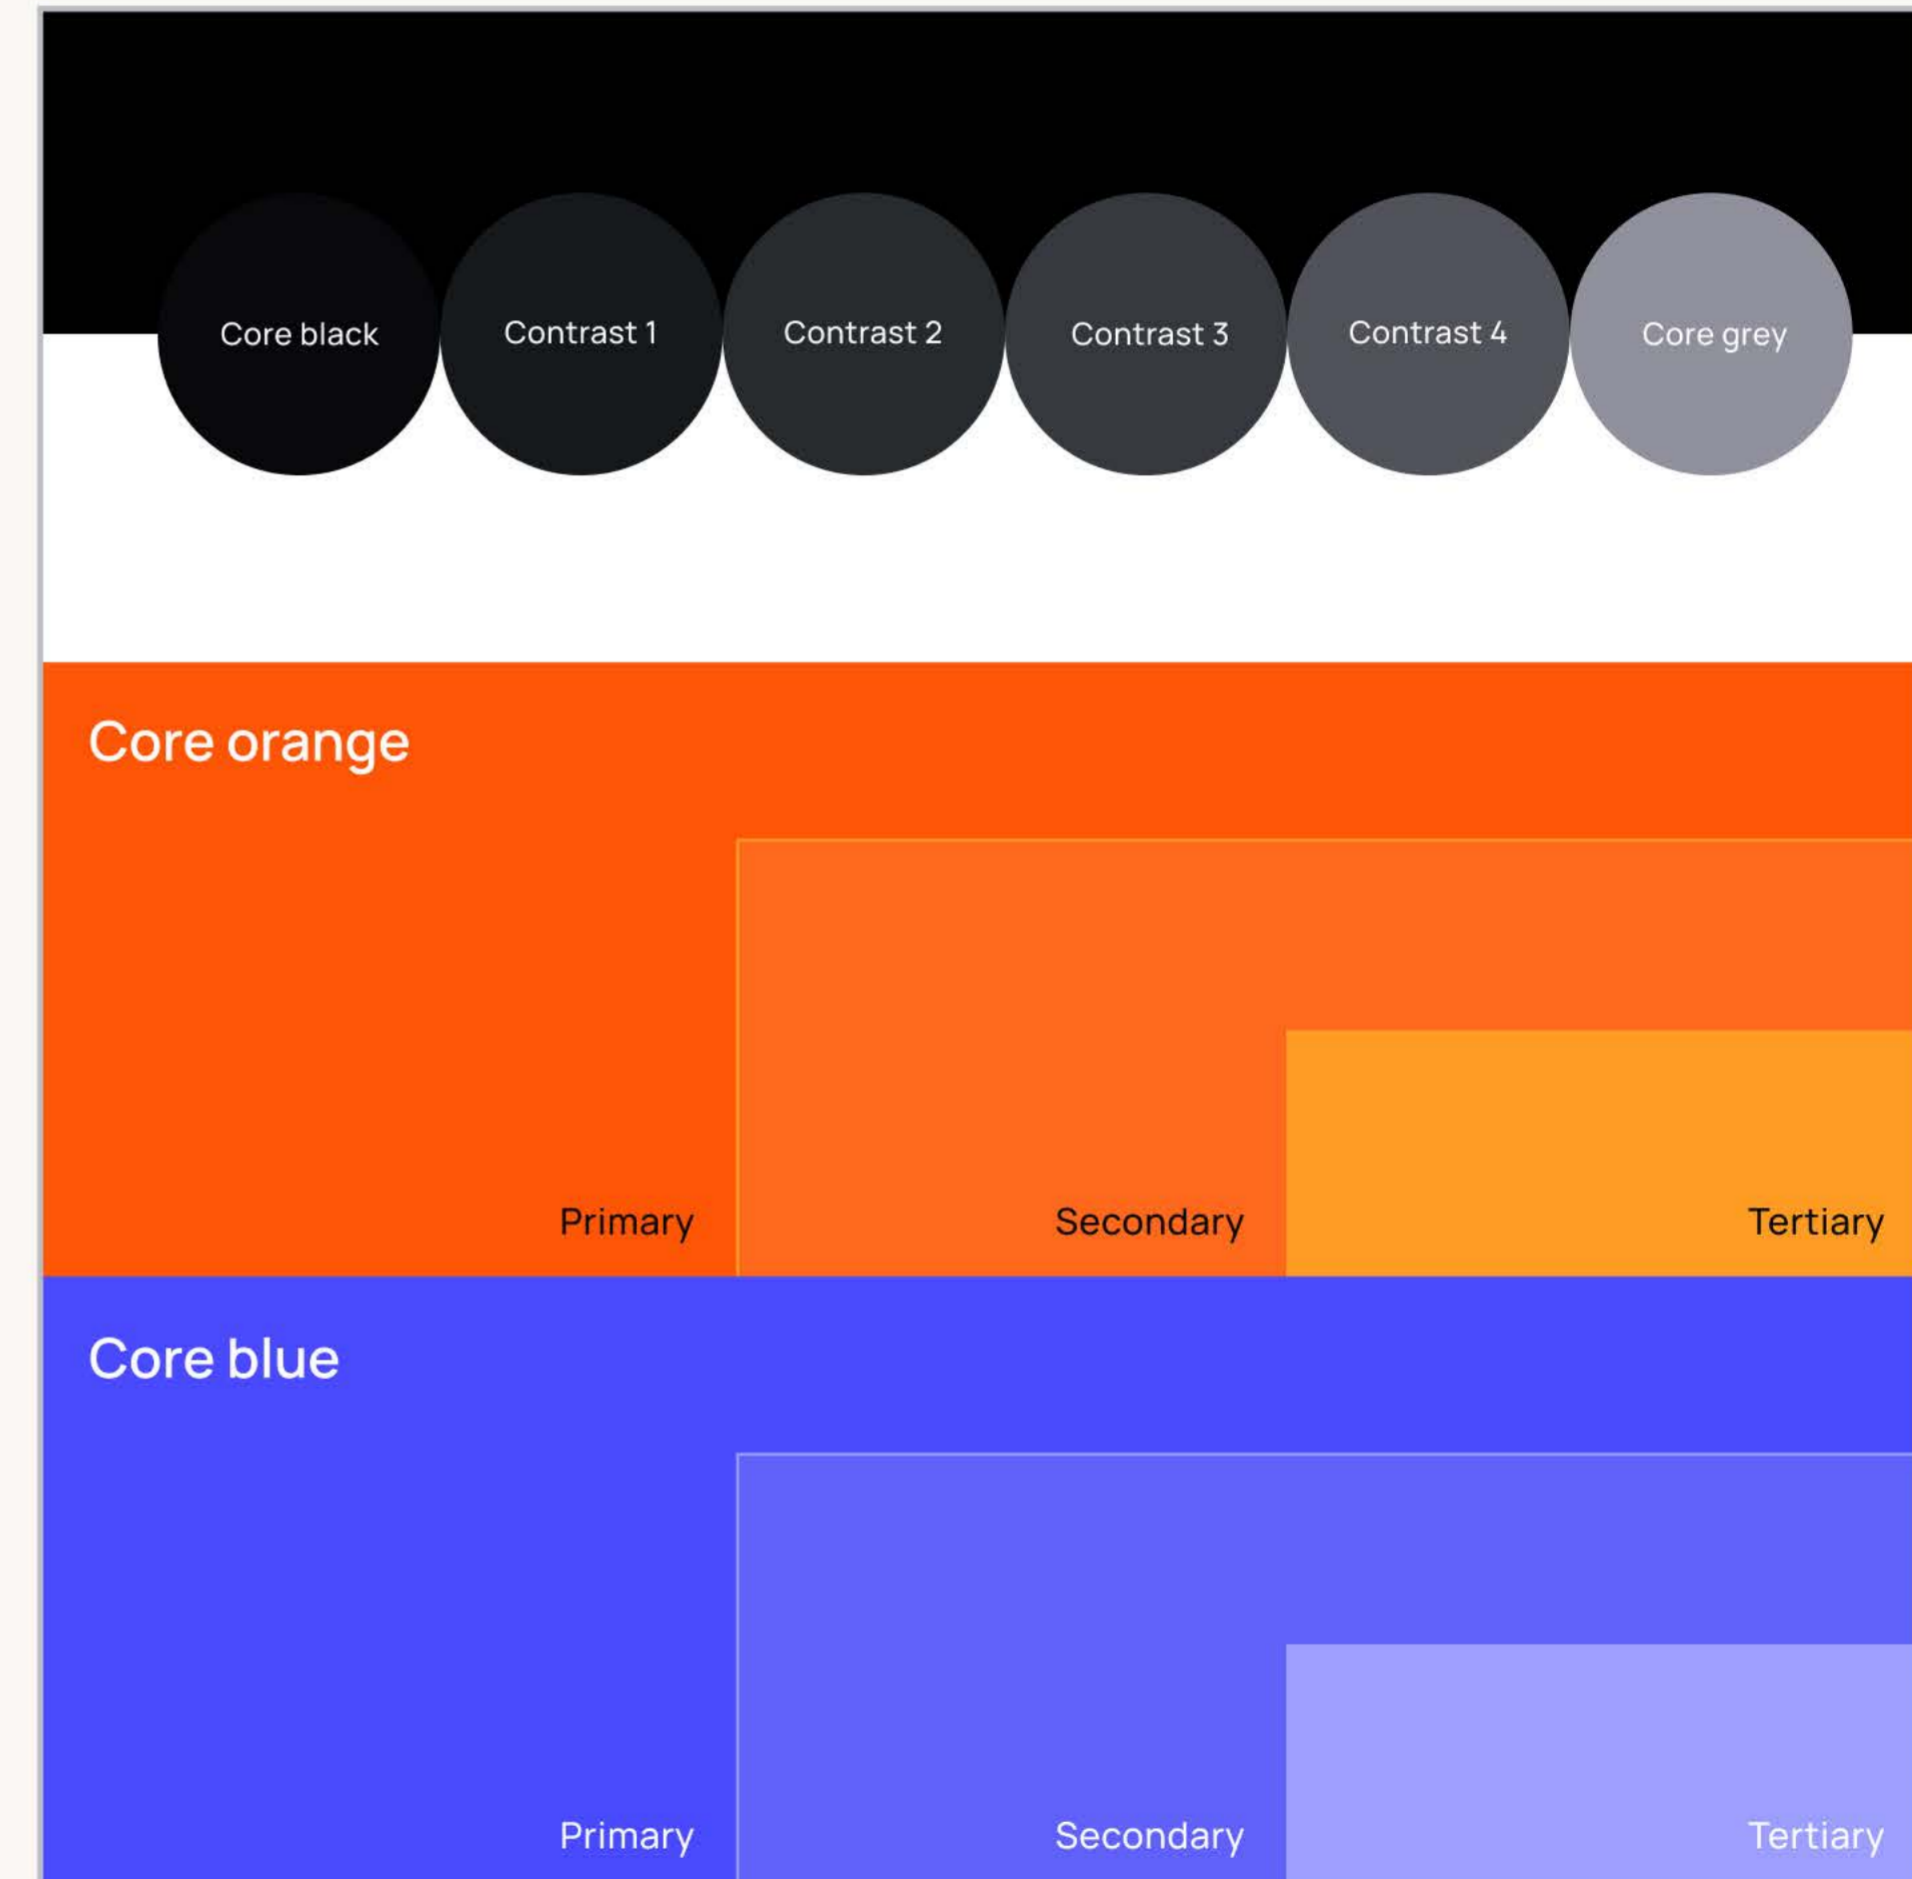 Core black
Contrast 1
Contrast 2
Contrast 3
Contrast 4
Core grey
Core orange
Primary
Secondary
Tertiary
Core blue
Primary
Secondary
Tertiary